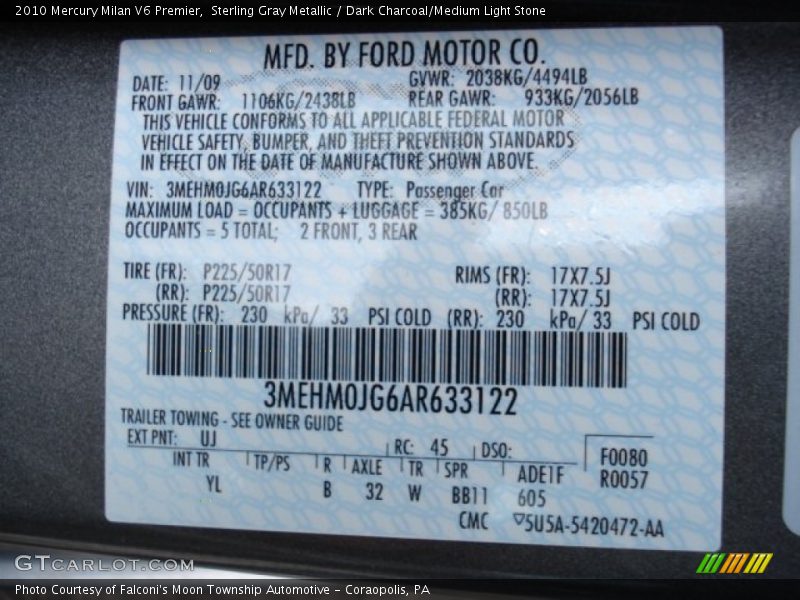 2010 Mercury Milan V6 Premier,  Sterling Gray Metallic / Dark Charcoal/Medium Light Stone
MFD. BY FORD MOTOR CO.
DATE: 11/09 GVWR: 2038KG/4494LB
FRONT GAWR: 1106KG/2438LB REAR GAWR: 933KG/2056LB
THIS VEHICLE CONFORMS TO ALL APPLICABLE FEDERAL MOTOR
VEHICLE SAFETY, BUMPER, AND THEFT PREVENTION STANDARDS
IN EFFECT ON THE DATE OF MANUFACTURE SHOWN ABOVE.
VIN: 3MEHM0JG6AR633122 TYPE: Passenger Car
MAXIMUM LOAD = OCCUPANTS + LUGGAGE = 385KG/ 850LB
OCCUPANTS = 5 TOTAL; 2 FRONT, 3 REAR
TIRE (FR): P225/50R17 RIMS (FR): 17X7.5J
(RR): P225/50R17 (RR): 17X7.5J
PRESSURE (FR): 230 kPa/ 33 PSI COLD (RR): 230 kPa/ 33 PSI COLD
3MEHM0JG6AR633122
TRAILER TOWING - SEE OWNER GUIDE
EXT PNT: UJ RC: 45 DSO: F0080
INT TR TP/PS R AXLE TR SPR ADE1F R0057
YL B 32 W BB11 605
CMC ▽5U5A-5420472-AA
GTCARLOT.COM
Photo Courtesy of Falconi's Moon Township Automotive - Coraopolis, PA